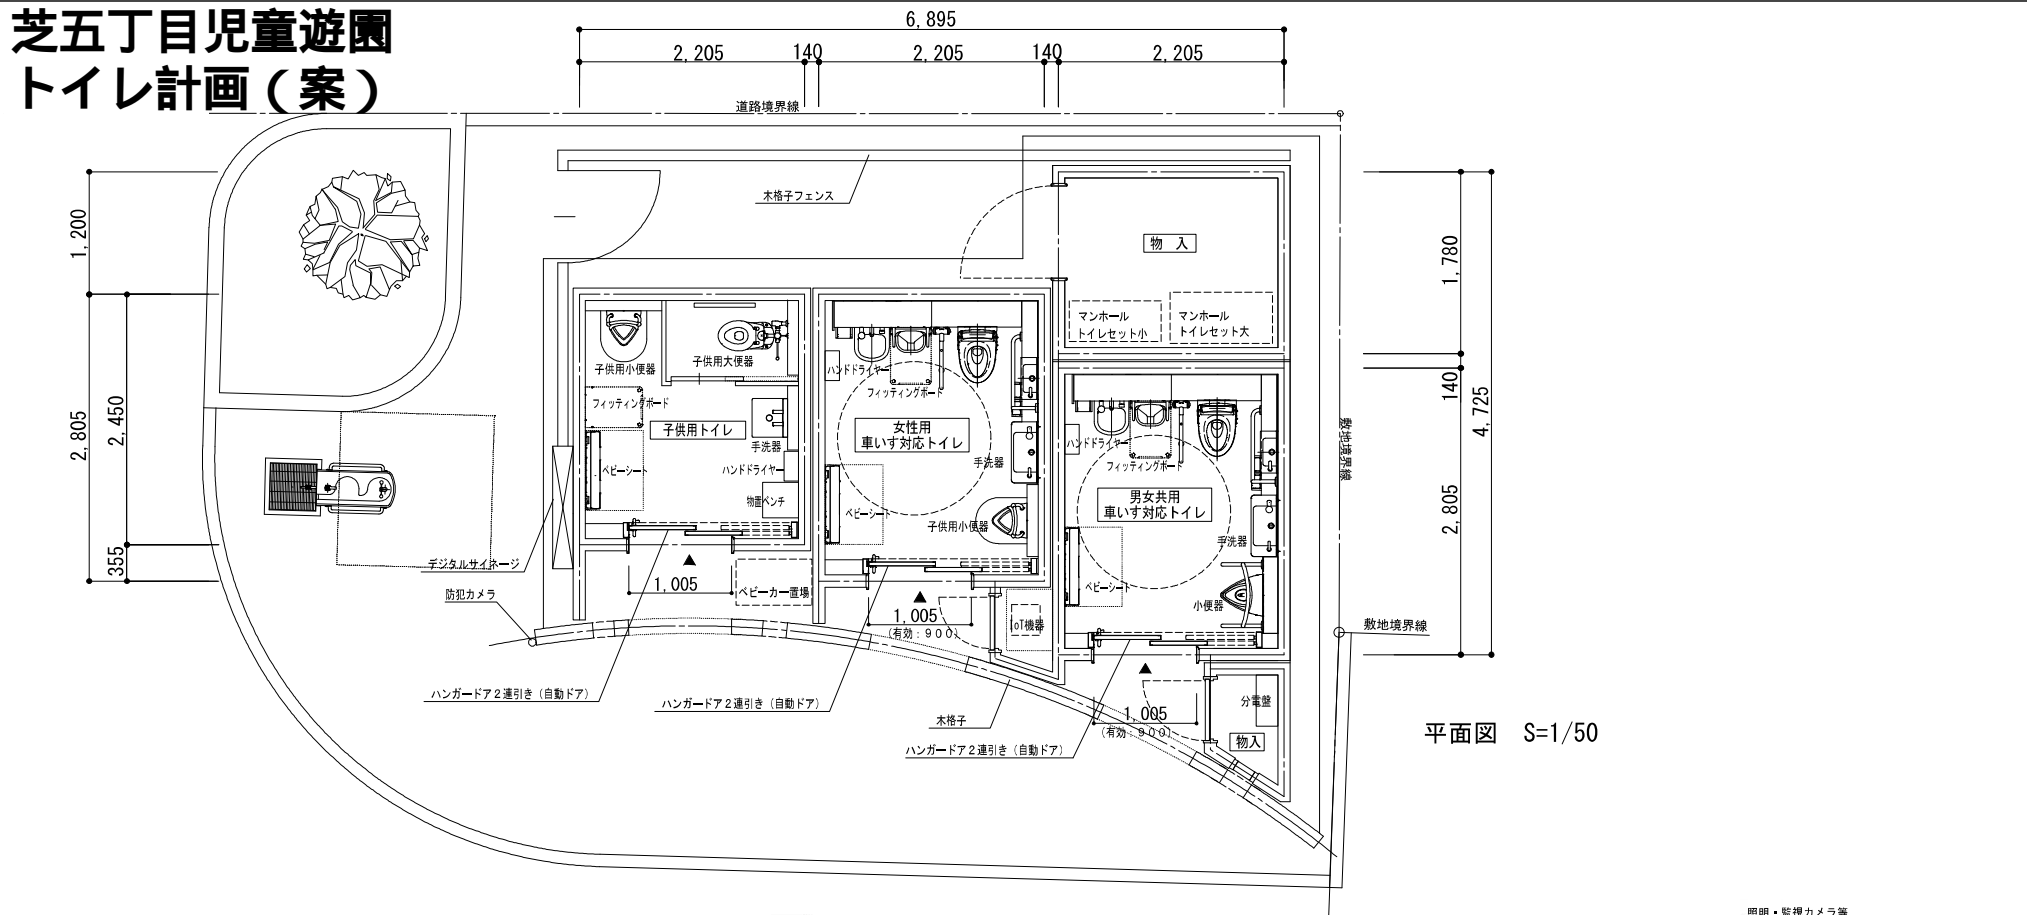 芝五丁目児童遊園
トイレ計画（案）
6,895
2,205
140
2,205
140
2,205
道路境界線
木格子フェンス
1,200
2,805
2,450
355
物　入
マンホール
トイレセット小
マンホール
トイレセット大
1,780
140
4,725
2,805
敷地境界線
敷地境界線
子供用小便器
子供用大便器
フィッティングボード
子供用トイレ
手洗器
ハンドドライヤー
ベビーシート
物置ベンチ
ハンドドライヤー
フィッティングボード
女性用
車いす対応トイレ
手洗器
ベビーシート
子供用小便器
ハンドドライヤー
フィッティングボード
男女共用
車いす対応トイレ
手洗器
ベビーシート
小便器
デジタルサイネージ
防犯カメラ
1,005
ベビーカー置場
1,005
(有効：９００)
IoT機器
ハンガードア２連引き（自動ドア）
ハンガードア２連引き（自動ドア）
木格子
ハンガードア２連引き（自動ドア）
1,005
(有効：９００)
分電盤
物入
平面図　S=1/50
照明・監視カメラ等